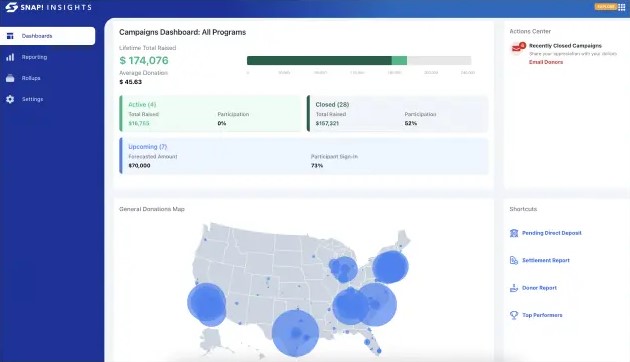 SNAP! INSIGHTS
Dashboards
Reporting
Rollups
Settings
Campaigns Dashboard: All Programs
Lifetime Total Raised
$ 174,076
Average Donation
$ 45.63
0
Active (4)
Total Raised
Participation
$16,755
0%
Closed (28)
Total Raised
Participation
$157,321
52%
Upcoming (7)
Forecasted Amount
Participant Sign-in
$70,000
73%
General Donations Map
Actions Center
Recently Closed Campaigns
Share your appreciation with your donors
Email Donors
Shortcuts
Pending Direct Deposit
Settlement Report
Donor Report
Top Performers